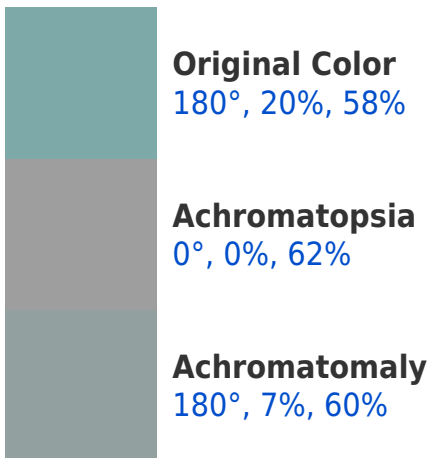 Original Color
180°, 20%, 58%
Achromatopsia
0°, 0%, 62%
Achromatomaly
180°, 7%, 60%